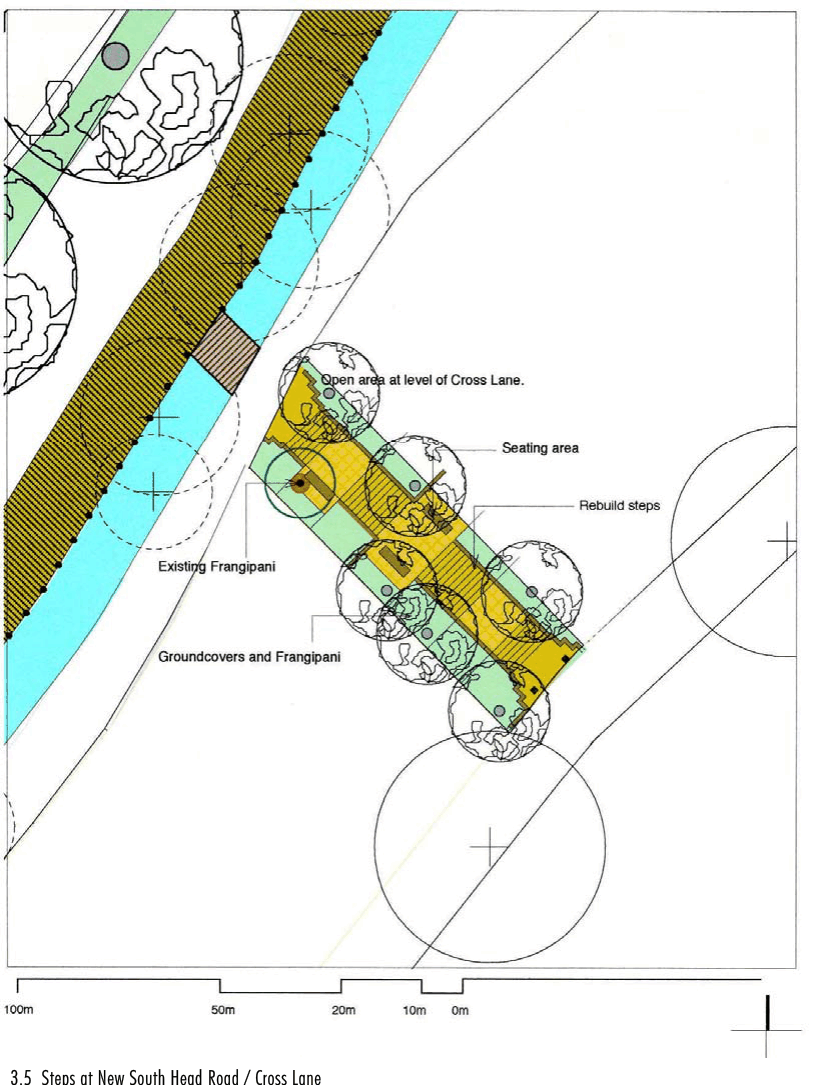 Open area at level of Cross Lane.
Seating area
Rebuild steps
Existing Frangipani
Groundcovers and Frangipani
100m 50m 20m 10m 0m
3.5 Steps at New South Head Road / Cross Lane